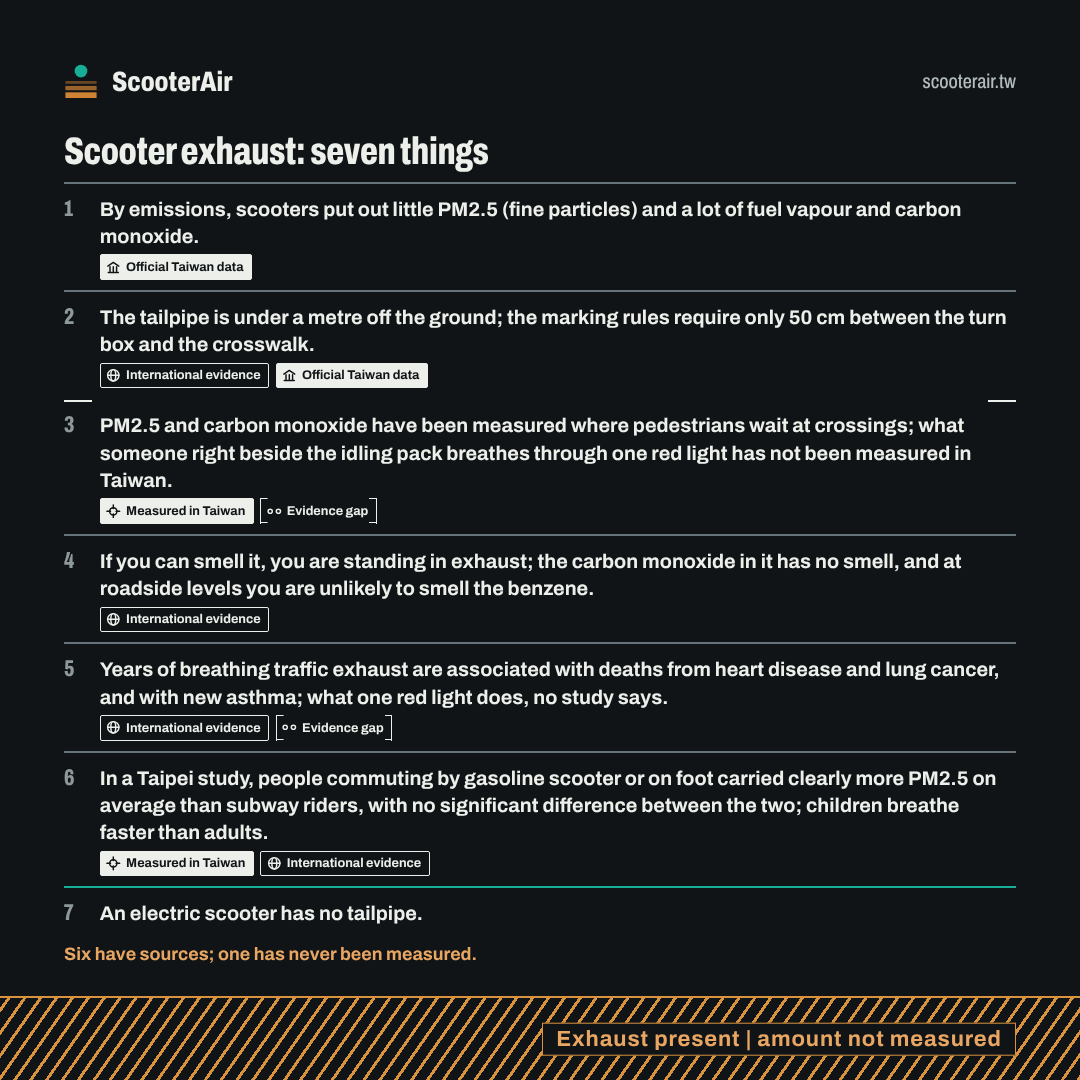 ScooterAir
scooterair.tw
Scooter exhaust: seven things
1
By emissions, scooters put out little PM2.5 (fine particles) and a lot of fuel vapour and carbon
monoxide.
Official Taiwan data
2
The tailpipe is under a metre off the ground; the marking rules require only 50 cm between the turn
box and the crosswalk.
International evidence
Official Taiwan data
3
PM2.5 and carbon monoxide have been measured where pedestrians wait at crossings; what
someone right beside the idling pack breathes through one red light has not been measured in
Taiwan.
Measured in Taiwan
Evidence gap
4
If you can smell it, you are standing in exhaust; the carbon monoxide in it has no smell, and at
roadside levels you are unlikely to smell the benzene.
International evidence
5
Years of breathing traffic exhaust are associated with deaths from heart disease and lung cancer,
and with new asthma; what one red light does, no study says.
International evidence
Evidence gap
6
In a Taipei study, people commuting by gasoline scooter or on foot carried clearly more PM2.5 on
average than subway riders, with no significant difference between the two; children breathe
faster than adults.
Measured in Taiwan
International evidence
7
An electric scooter has no tailpipe.
Six have sources; one has never been measured.
Exhaust present | amount not measured